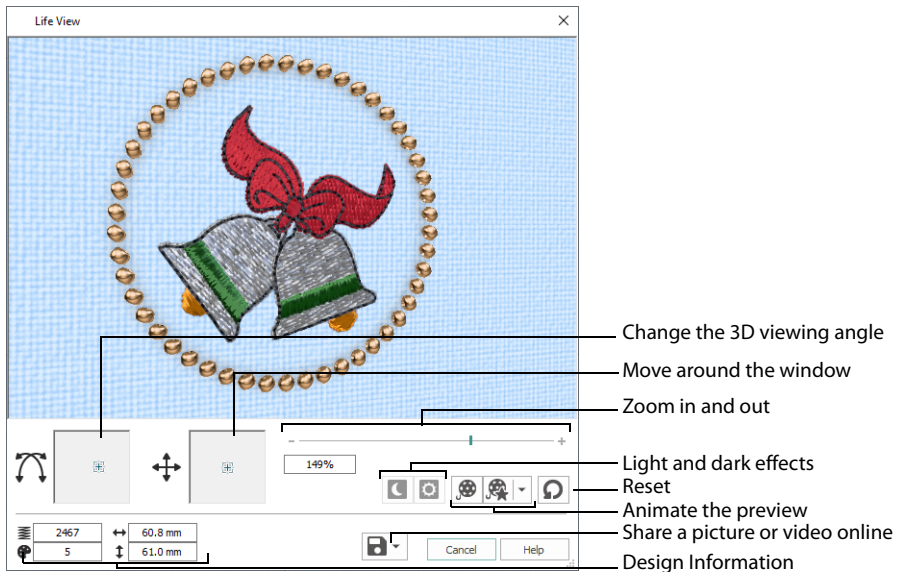 Life View
Change the 3D viewing angle
Move around the window
Zoom in and out
- +
149%
Light and dark effects
Reset
Animate the preview
2467 60.8 mm
Share a picture or video online
5 61.0 mm
Cancel Help
Design Information